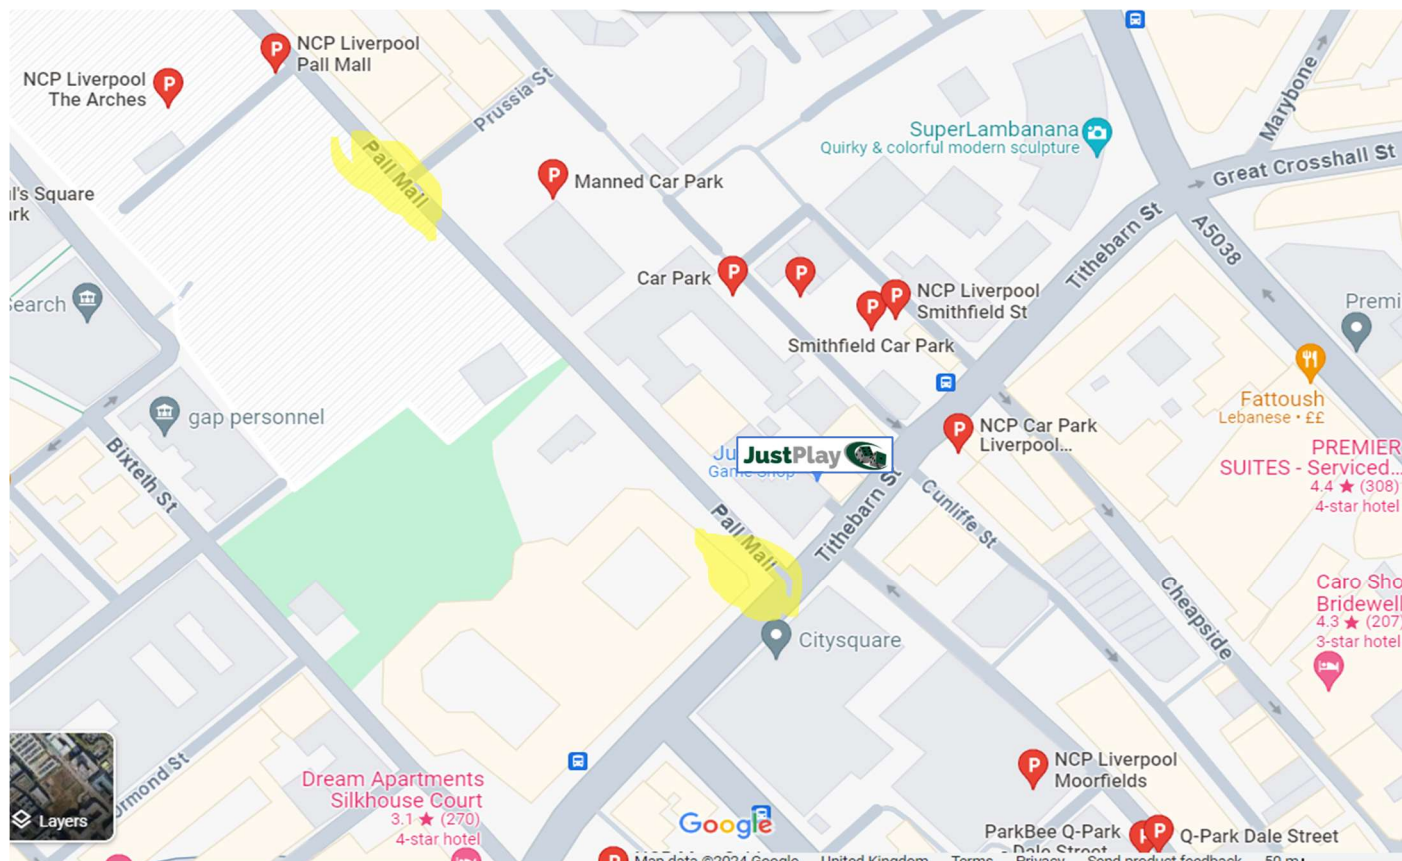 NCP Liverpool
Pall Mall
NCP Liverpool
The Arches
Prussia St
Pall Mall
Manned Car Park
SuperLambanana
Quirky & colorful modern sculpture
Marybone
Great Crosshall St
Tithebarn St
A5038
l's Square
rk
Search
Car Park
NCP Liverpool
Smithfield St
Smithfield Car Park
Premi
Fattoush
Lebanese • ££
gap personnel
Bixteth St
NCP Car Park
Liverpool...
Ju
JustPlay
Game Shop
PREMIER
SUITES - Serviced...
4.4 ★ (308)
4-star hotel
Pall Mall
Tithebarn St
Cunliffe St
Cheapside
Caro Sho
Bridewell
4.3 ★ (207)
3-star hotel
Citysquare
Ormond St
Layers
Dream Apartments
Silkhouse Court
3.1 ★ (270)
4-star hotel
NCP Liverpool
Moorfields
Google
ParkBee Q-Park
Dale Street
Q-Park Dale Street
Map data ©2024 Google United Kingdom Terms Privacy Send product feedback 50 m